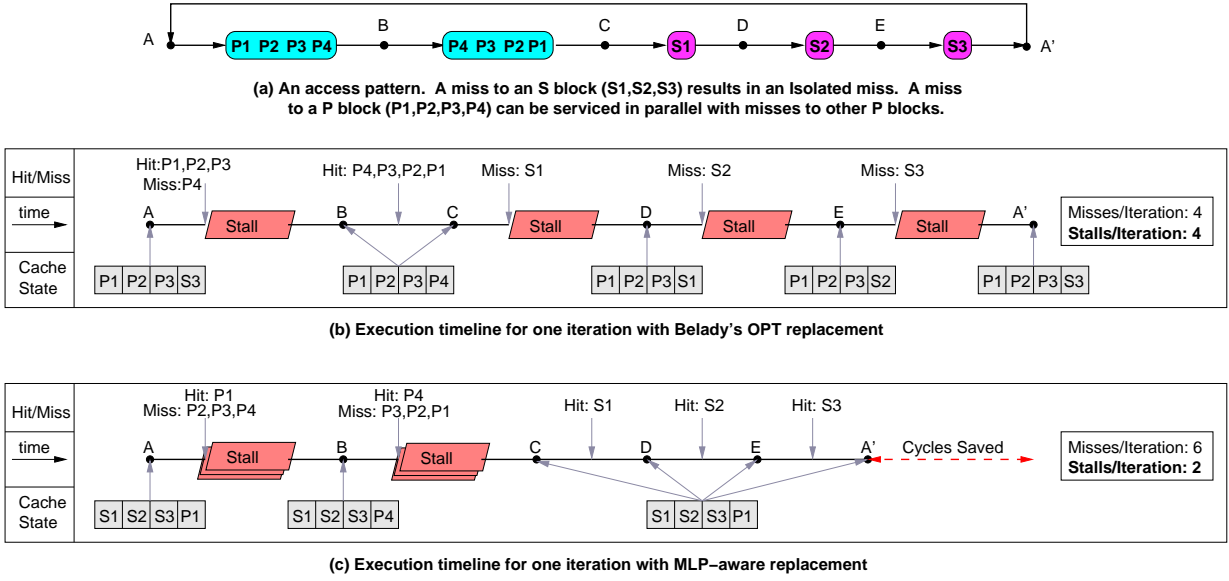 A P1 P2 P3 P4 B P4 P3 P2 P1 C S1 D S2 E S3 A'
(a) An access pattern. A miss to an S block (S1,S2,S3) results in an Isolated miss. A miss
to a P block (P1,P2,P3,P4) can be serviced in parallel with misses to other P blocks.
Hit/Miss
Hit:P1,P2,P3
Miss:P4
Hit: P4,P3,P2,P1
Miss: S1
Miss: S2
Miss: S3
time
A Stall B C Stall D Stall E Stall A'
Misses/Iteration: 4
Stalls/Iteration: 4
Cache
State
P1 P2 P3 S3
P1 P2 P3 P4
P1 P2 P3 S1
P1 P2 P3 S2
P1 P2 P3 S3
(b) Execution timeline for one iteration with Belady's OPT replacement
Hit/Miss
Hit: P1
Miss: P2,P3,P4
Hit: P4
Miss: P3,P2,P1
Hit: S1
Hit: S2
Hit: S3
time
A Stall B Stall C D E A' Cycles Saved
Misses/Iteration: 6
Stalls/Iteration: 2
Cache
State
S1 S2 S3 P1
S1 S2 S3 P4
S1 S2 S3 P1
(c) Execution timeline for one iteration with MLP−aware replacement